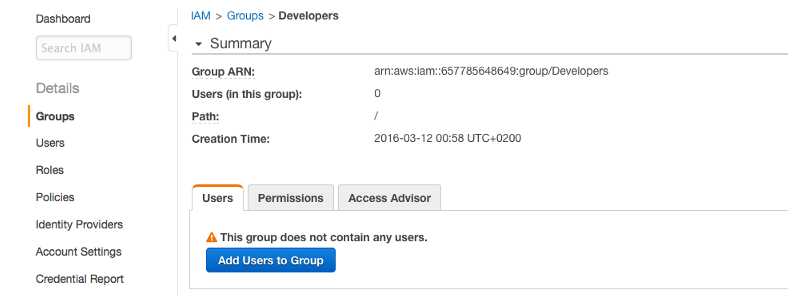 Dashboard
Search IAM
Details
Groups
Users
Roles
Policies
Identity Providers
Account Settings
Credential Report
IAM > Groups > Developers
Summary
Group ARN: arn:aws:iam::657785648649:group/Developers
Users (in this group): 0
Path: /
Creation Time: 2016-03-12 00:58 UTC+0200
Users Permissions Access Advisor
This group does not contain any users.
Add Users to Group